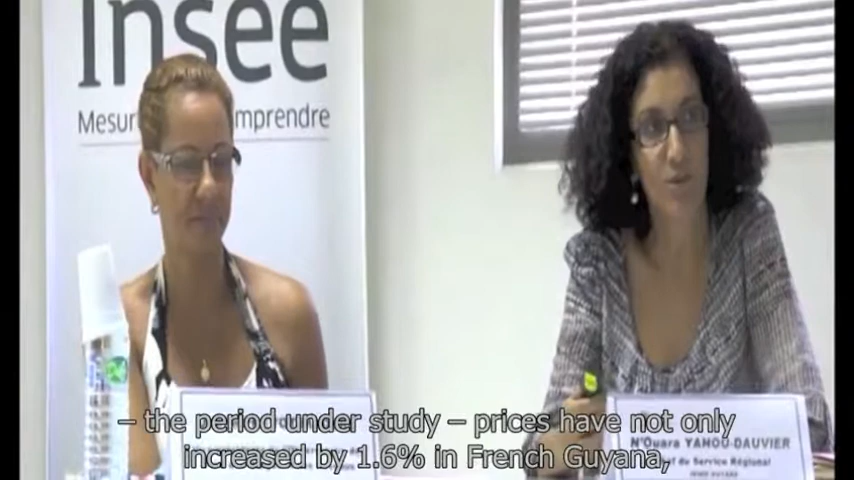 Insee
Mesur mprendre
N'Ouara YAHOU-DAUVIER
du Service Régional
– the period under study – prices have not only
increased by 1.6% in French Guyana,